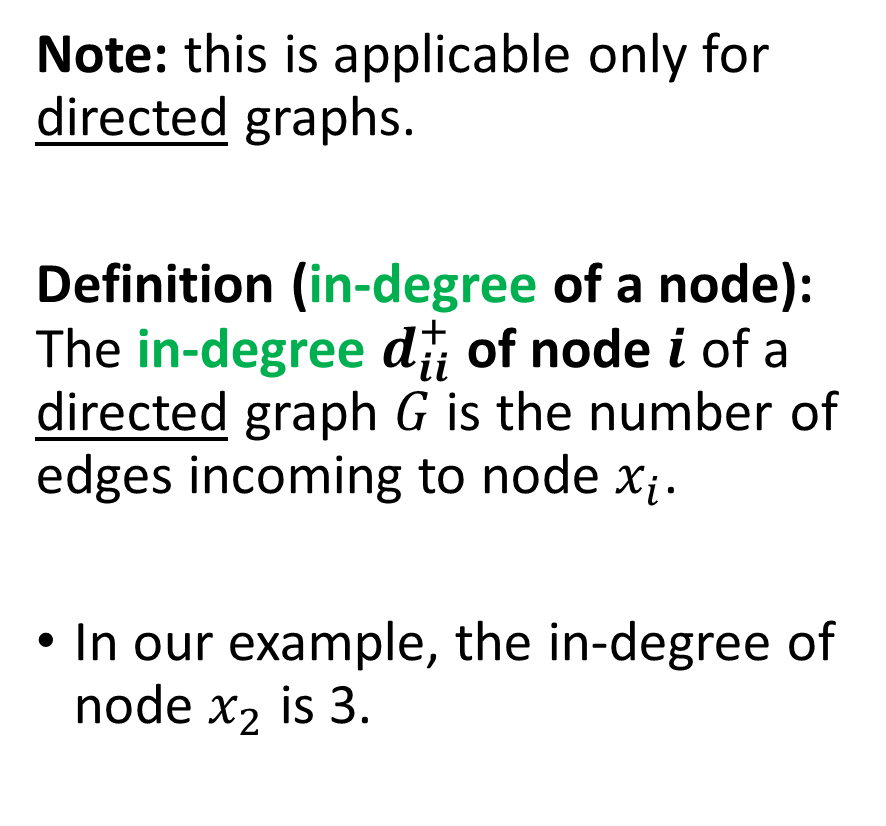 Note: this is applicable only for
directed graphs.
Definition (in-degree of a node):
The in-degree 𝒅ᵢᵢ⁺ of node 𝒊 of a
directed graph 𝐺 is the number of
edges incoming to node 𝑥ᵢ.
• In our example, the in-degree of
node 𝑥₂ is 3.